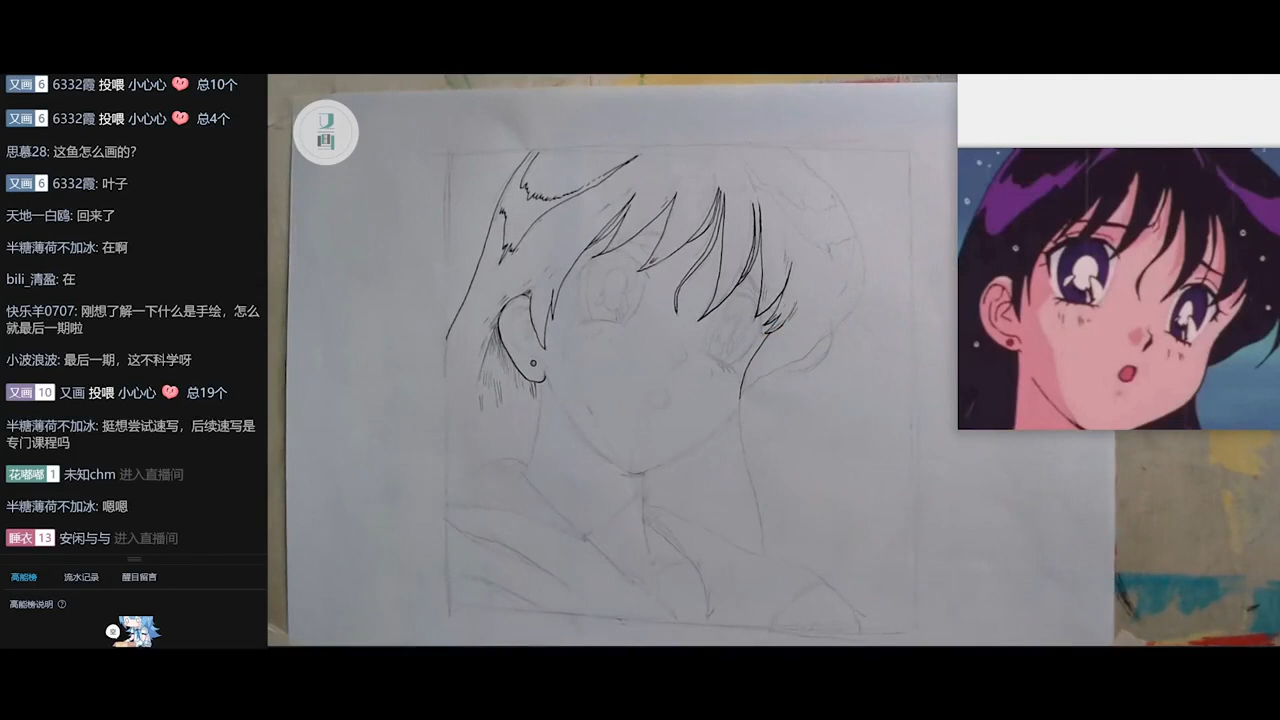 又画 6 6332霞 投喂 小心心 总10个
又画 6 6332霞 投喂 小心心 总4个
思慕28: 这鱼怎么画的?
又画 6 6332霞: 叶子
天地一白鸥: 回来了
半糖薄荷不加冰: 在啊
bili_清盈: 在
快乐羊0707: 刚想了解一下什么是手绘，怎么
就最后一期啦
小波浪波: 最后一期，这不科学呀
又画 10 又画 投喂 小心心 总19个
半糖薄荷不加冰: 挺想尝试速写，后续速写是
专门课程吗
花嘟嘟 1 未知chm 进入直播间
半糖薄荷不加冰: 嗯嗯
睡衣 13 安闲与与 进入直播间
高能榜 流水记录 醒目留言
高能榜说明 ?